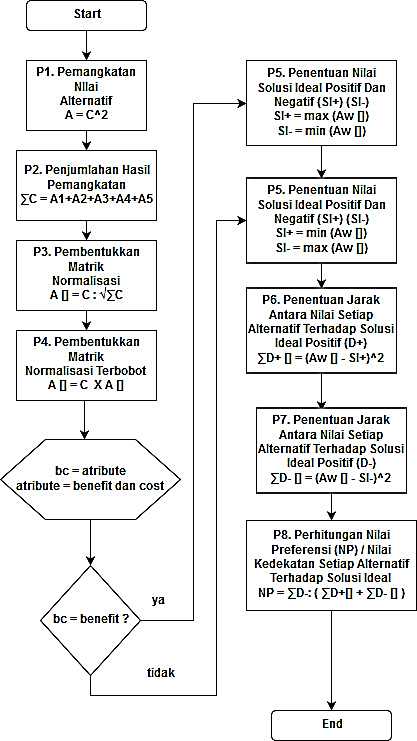 Start
P1. Pemangkatan
Nilai
Alternatif
A = C^2
P2. Penjumlahan Hasil
Pemangkatan
∑C = A1+A2+A3+A4+A5
P3. Pembentukkan
Matrik
Normalisasi
A [] = C : √∑C
P4. Pembentukkan
Matrik
Normalisasi Terbobot
A [] = C X A []
bc = atribute
atribute = benefit dan cost
bc = benefit ?
ya
tidak
P5. Penentuan Nilai
Solusi Ideal Positif Dan
Negatif (SI+) (SI-)
SI+ = max (Aw [])
SI- = min (Aw [])
P5. Penentuan Nilai
Solusi Ideal Positif Dan
Negatif (SI+) (SI-)
SI+ = min (Aw [])
SI- = max (Aw [])
P6. Penentuan Jarak
Antara Nilai Setiap
Alternatif Terhadap Solusi
Ideal Positif (D+)
∑D+ [] = (Aw [] - SI+)^2
P7. Penentuan Jarak
Antara Nilai Setiap
Alternatif Terhadap Solusi
Ideal Positif (D-)
∑D- [] = (Aw [] - SI-)^2
P8. Perhitungan Nilai
Preferensi (NP) / Nilai
Kedekatan Setiap Alternatif
Terhadap Solusi Ideal
NP = ∑D-: ( ∑D+[] + ∑D- [] )
End